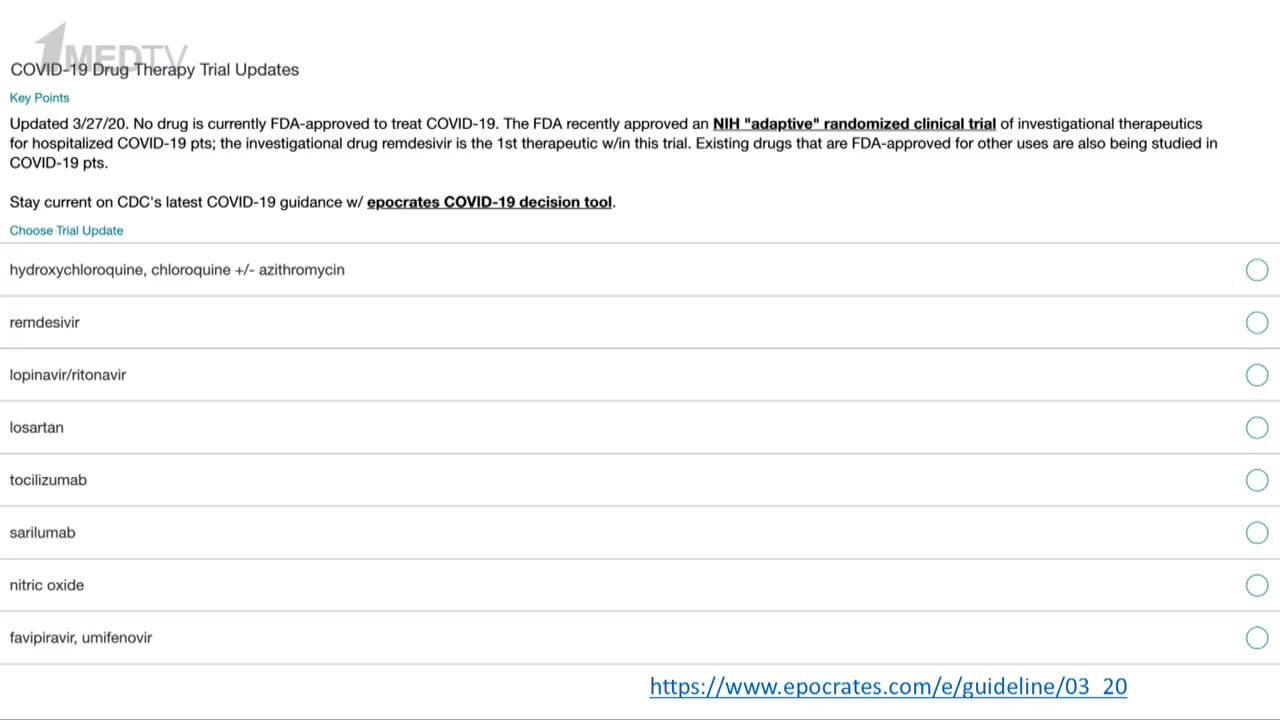 1MEDTV
COVID-19 Drug Therapy Trial Updates
Key Points
Updated 3/27/20. No drug is currently FDA-approved to treat COVID-19. The FDA recently approved an NIH "adaptive" randomized clinical trial of investigational therapeutics
for hospitalized COVID-19 pts; the investigational drug remdesivir is the 1st therapeutic w/in this trial. Existing drugs that are FDA-approved for other uses are also being studied in
COVID-19 pts.
Stay current on CDC's latest COVID-19 guidance w/ epocrates COVID-19 decision tool.
Choose Trial Update
hydroxychloroquine, chloroquine +/- azithromycin
remdesivir
lopinavir/ritonavir
losartan
tocilizumab
sarilumab
nitric oxide
favipiravir, umifenovir
https://www.epocrates.com/e/guideline/03_20